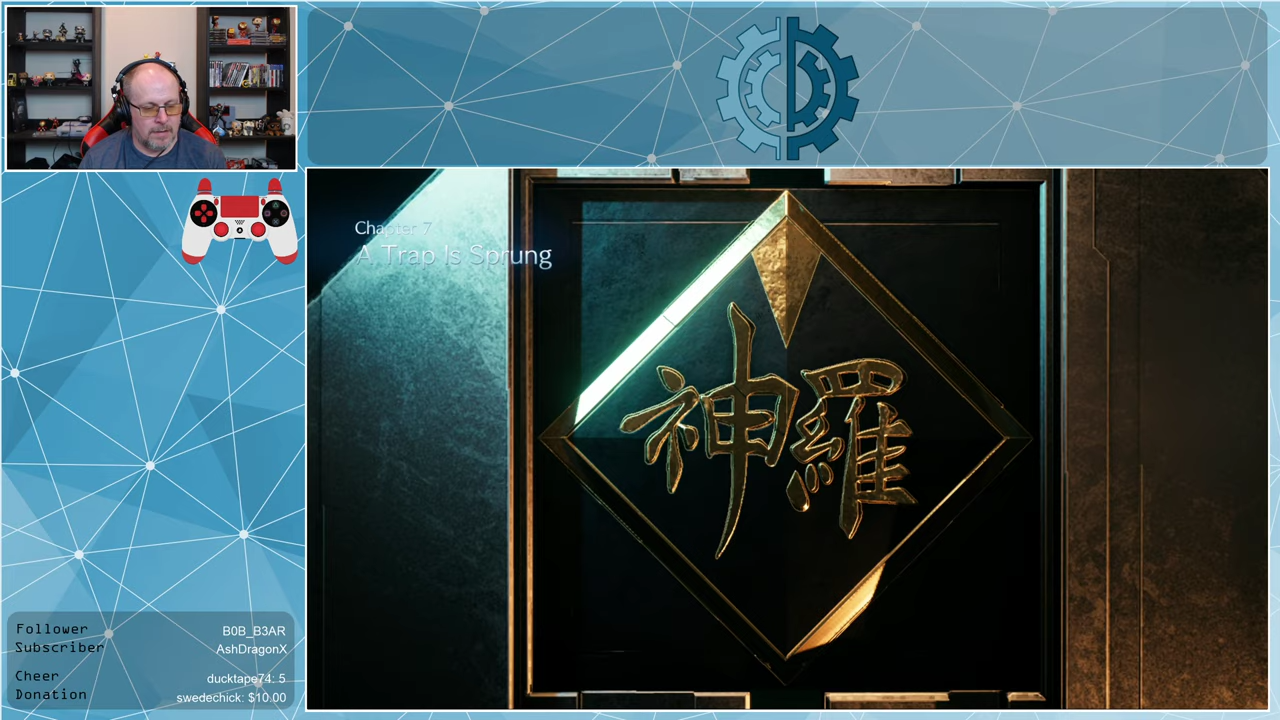 Chapter 7
A Trap Is Sprung
神羅
Follower B0B_B3AR
Subscriber AshDragonX
Cheer ducktape74: 5
Donation swedechick: $10.00